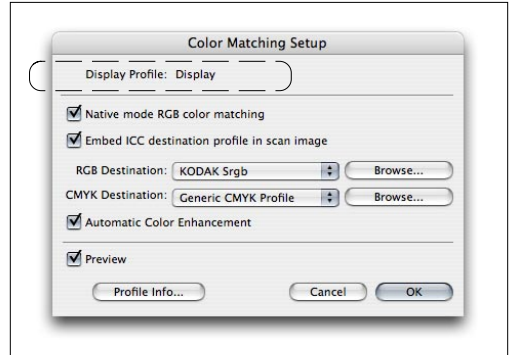 Color Matching Setup
Display Profile: Display
Native mode RGB color matching
Embed ICC destination profile in scan image
RGB Destination: KODAK Srgb Browse...
CMYK Destination: Generic CMYK Profile Browse...
Automatic Color Enhancement
Preview
Profile Info... Cancel OK